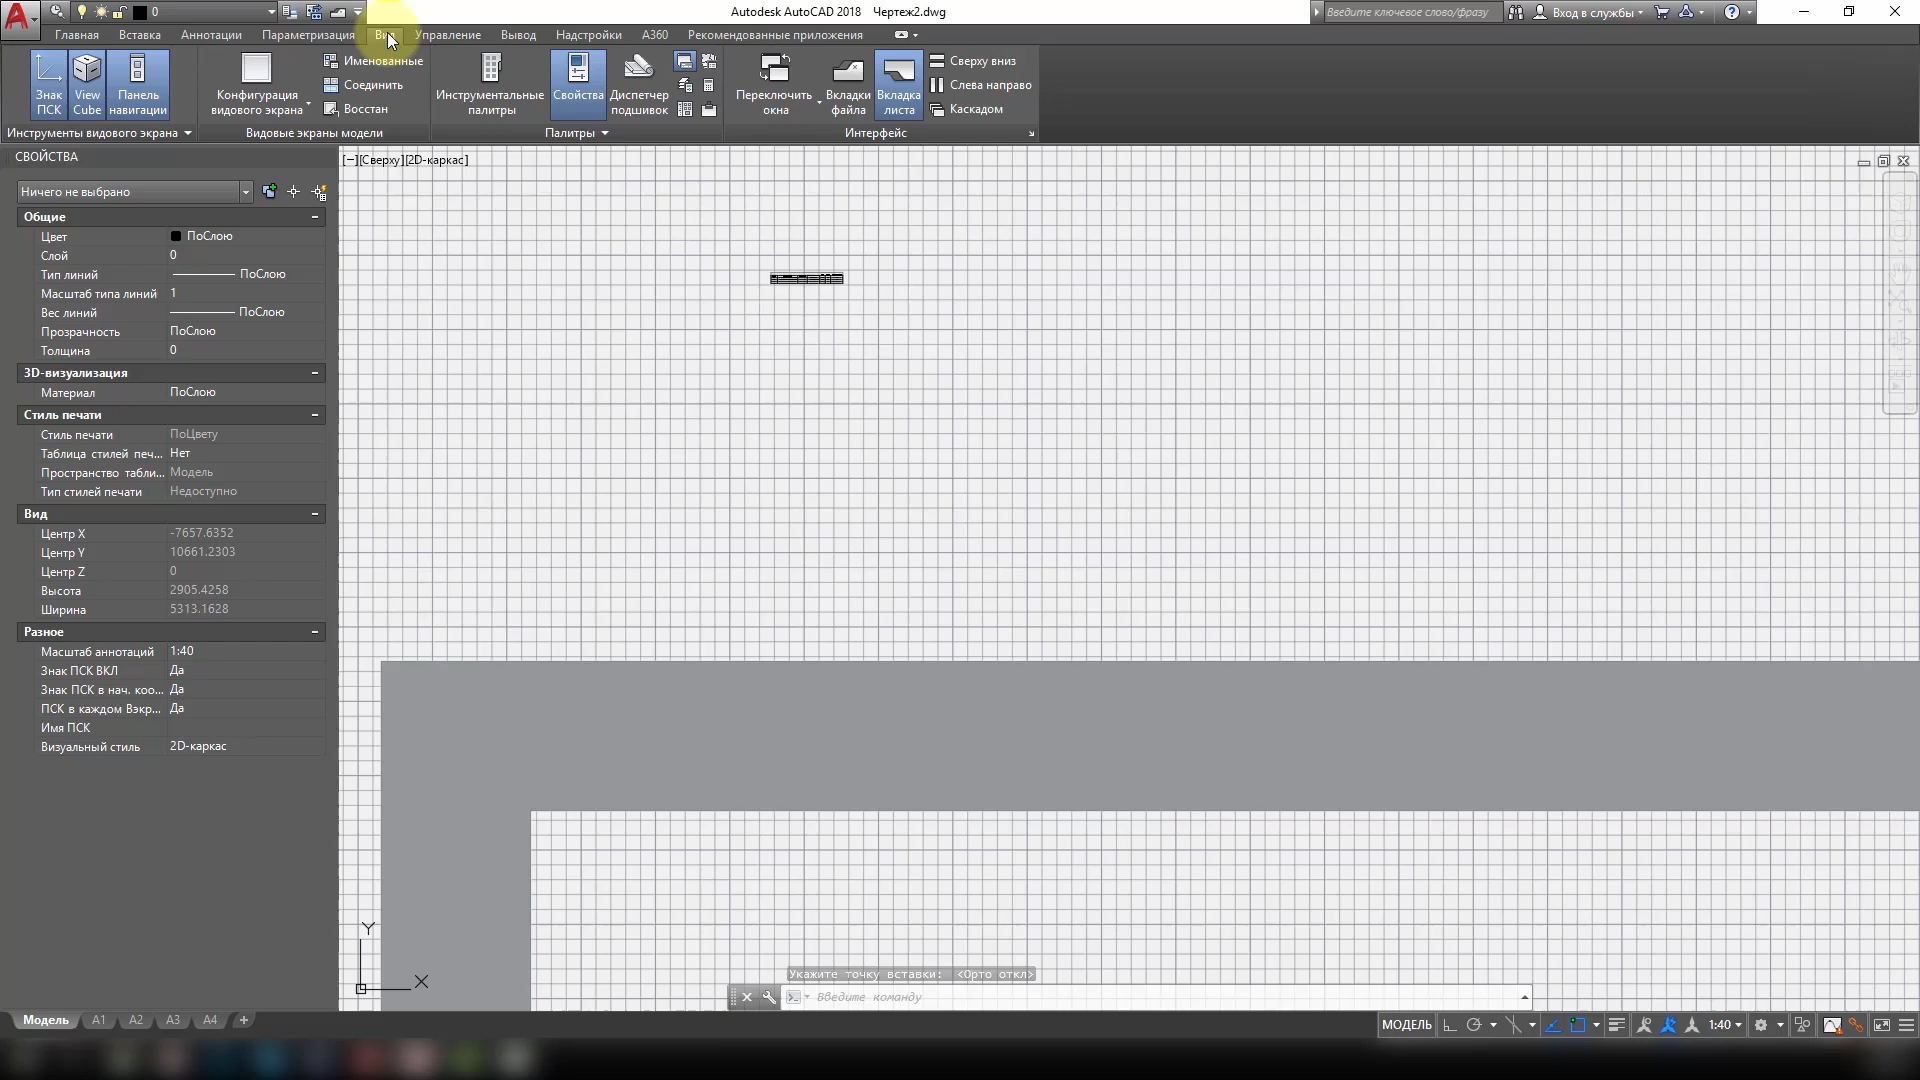 0
Autodesk AutoCAD 2018 Чертеж2.dwg
Введите ключевое слово/фразу
Вход в службы
Главная Вставка Аннотации Параметризация Вид Управление Вывод Надстройки A360 Рекомендованные приложения
Знак ПСК
View Cube
Панель навигации
Инструменты видового экрана
Конфигурация видового экрана
Именованные
Соединить
Восстан
Видовые экраны модели
Инструментальные палитры
Свойства
Диспетчер подшивок
Палитры
Переключить окна
Вкладки файла
Вкладка листа
Сверху вниз
Слева направо
Каскадом
Интерфейс
СВОЙСТВА
Ничего не выбрано
Общие
Цвет ПоСлою
Слой 0
Тип линий ПоСлою
Масштаб типа линий 1
Вес линий ПоСлою
Прозрачность ПоСлою
Толщина 0
3D-визуализация
Материал ПоСлою
Стиль печати
Стиль печати ПоЦвету
Таблица стилей печ... Нет
Пространство табли... Модель
Тип стилей печати Недоступно
Вид
Центр X -7657.6352
Центр Y 10661.2303
Центр Z 0
Высота 2905.4258
Ширина 5313.1628
Разное
Масштаб аннотаций 1:40
Знак ПСК ВКЛ Да
Знак ПСК в нач. коо... Да
ПСК в каждом Вэкр... Да
Имя ПСК
Визуальный стиль 2D-каркас
[−][Сверху][2D-каркас]
Y
X
Укажите точку вставки: <Орто откл>
Введите команду
Модель А1 А2 А3 А4 +
МОДЕЛЬ 1:40